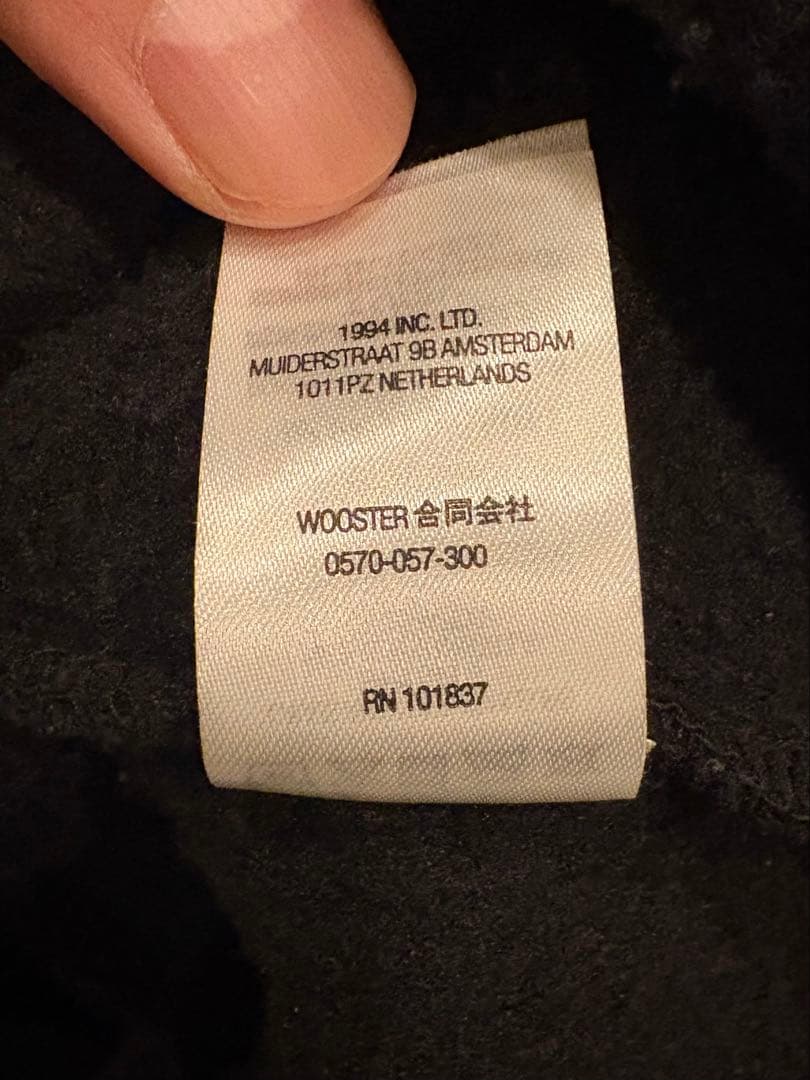 1994 INC. LTD.
MUIDERSTRAAT 9B AMSTERDAM
1011PZ NETHERLANDS
WOOSTER 合同会社
0570-057-300
RN 101837